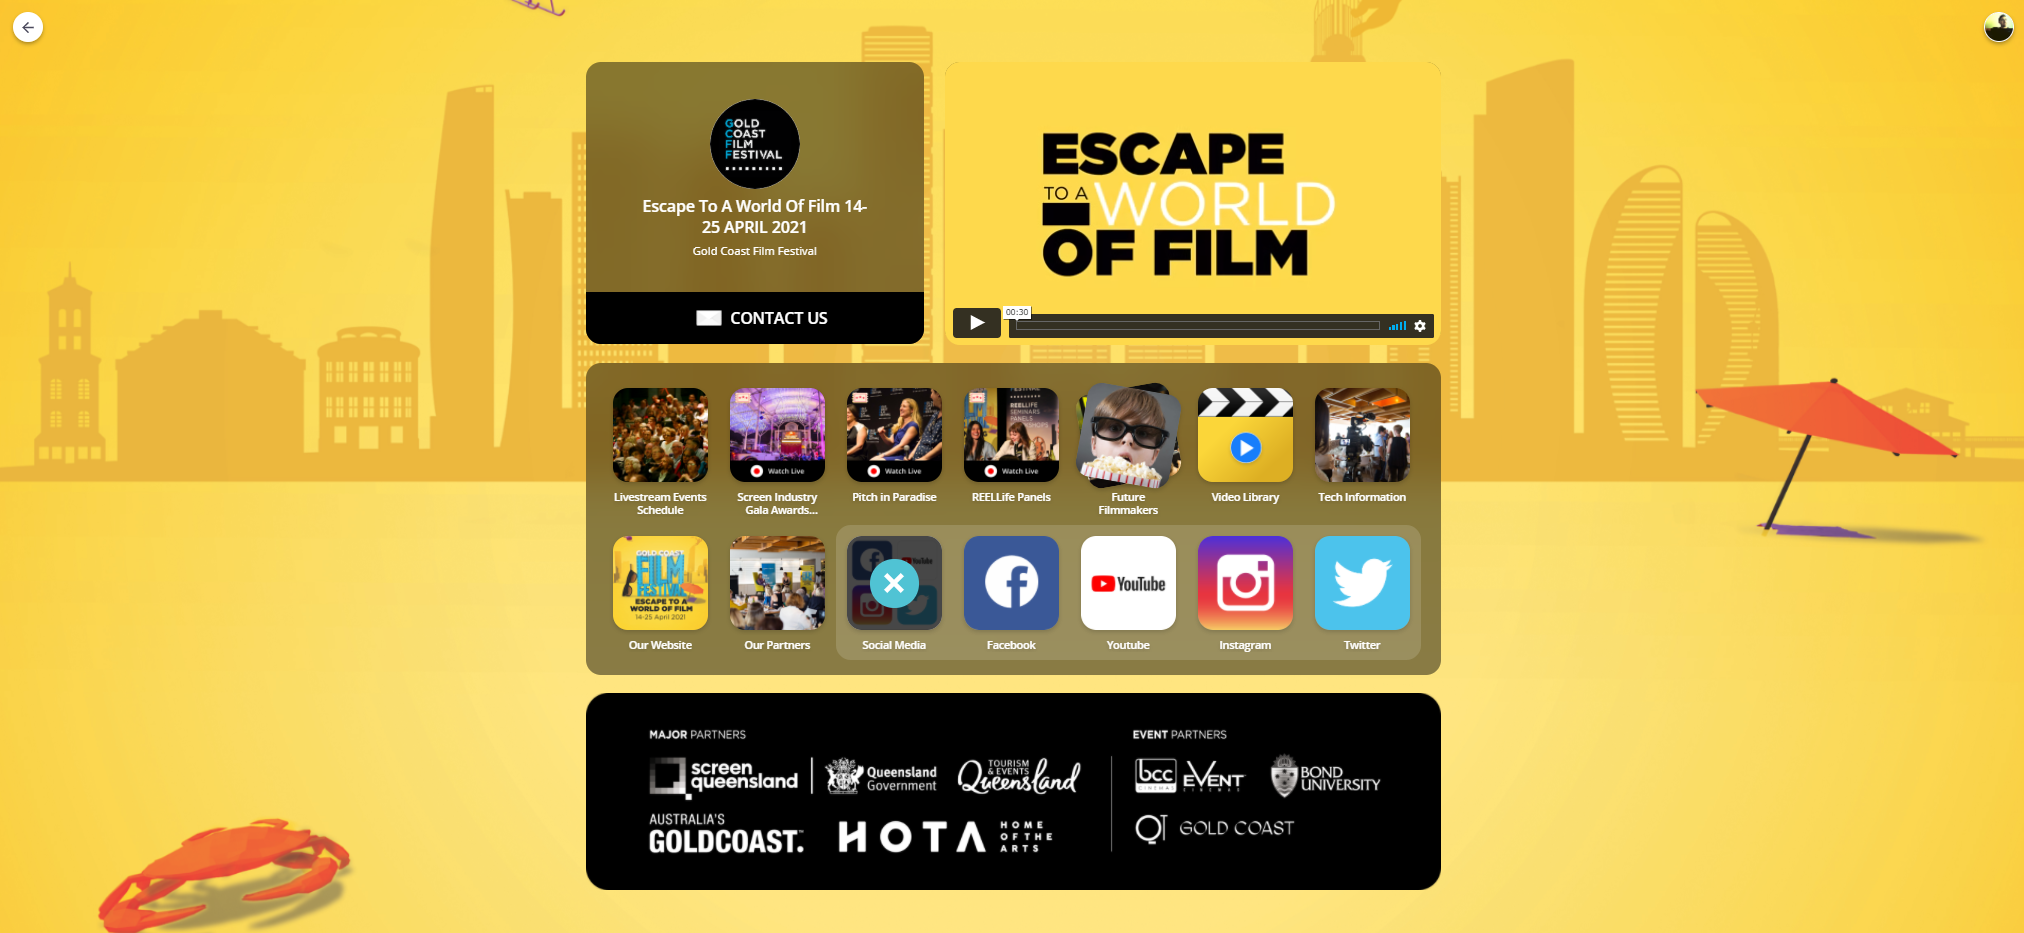 GOLD
COAST
FILM
FESTIVAL
Escape To A World Of Film 14-
25 APRIL 2021
Gold Coast Film Festival
CONTACT US
ESCAPE
TO A WORLD
OF FILM
00:30
Watch Live
Watch Live
REELLIFE
SEMINARS
PANELS
Watch Live
Livestream Events
Schedule
Screen Industry
Gala Awards...
Pitch in Paradise
REELLife Panels
Future
Filmmakers
Video Library
Tech Information
GOLD COAST
FILM
FESTIVAL
ESCAPE TO A
WORLD OF FILM
14-25 April 2021
YouTube
YouTube
Our Website
Our Partners
Social Media
Facebook
Youtube
Instagram
Twitter
MAJOR PARTNERS
screen
queensland
Queensland
Government
TOURISM
& EVENTS
Queensland
AUSTRALIA'S
GOLDCOAST.
HOTA
HOME
OF THE
ARTS
EVENT PARTNERS
bcc
CINEMAS
EVENT
CINEMAS
BOND
UNIVERSITY
QT GOLD COAST